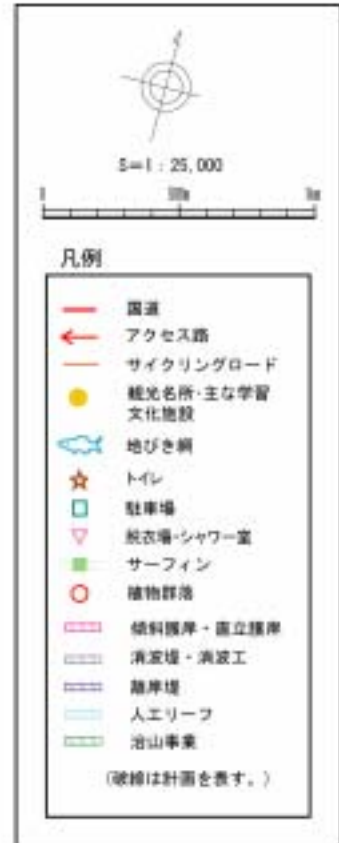 S=1:25,000
0 500m 1km
凡例
国道
アクセス路
サイクリングロード
観光名所・主な学習
文化施設
地びき網
トイレ
駐車場
脱衣場・シャワー室
サーフィン
植物群落
傾斜護岸・直立護岸
消波堤・消波工
離岸堤
人工リーフ
治山事業
(破線は計画を表す。)